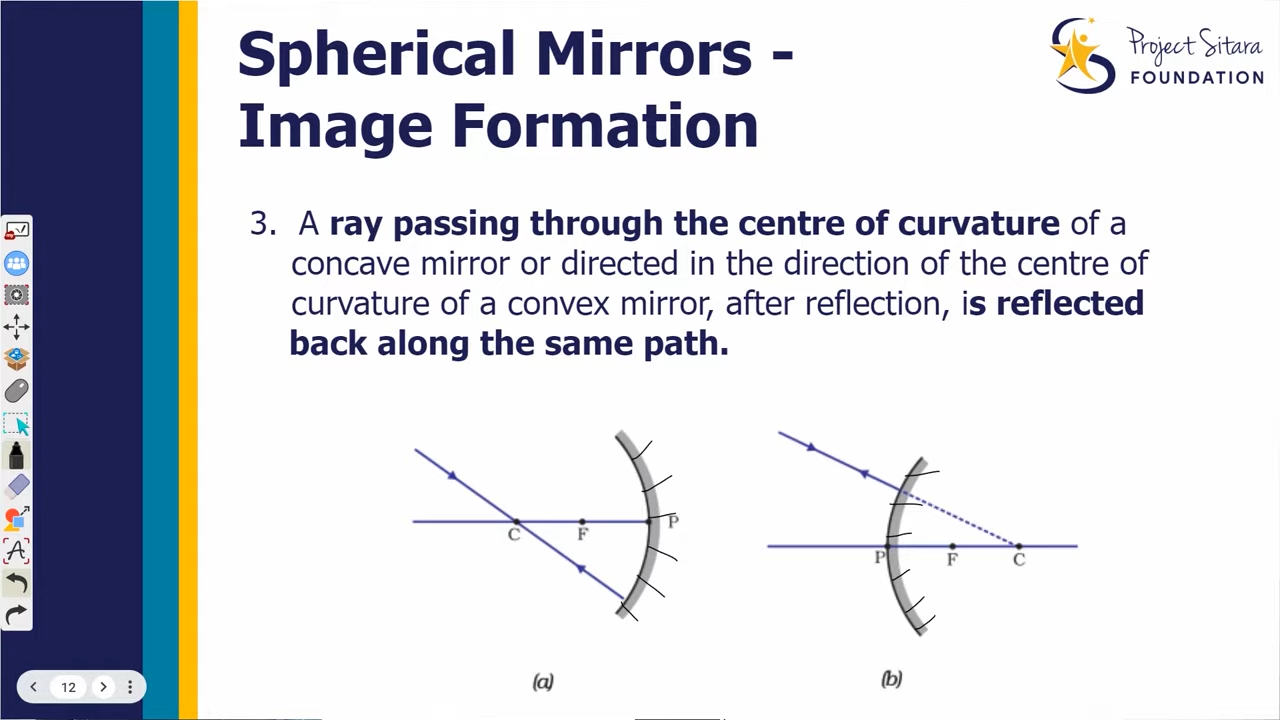 Spherical Mirrors -
Image Formation
Project Sitara
FOUNDATION
3. A ray passing through the centre of curvature of a
concave mirror or directed in the direction of the centre of
curvature of a convex mirror, after reflection, is reflected
back along the same path.
C F P
P F C
(a)
(b)
A
12